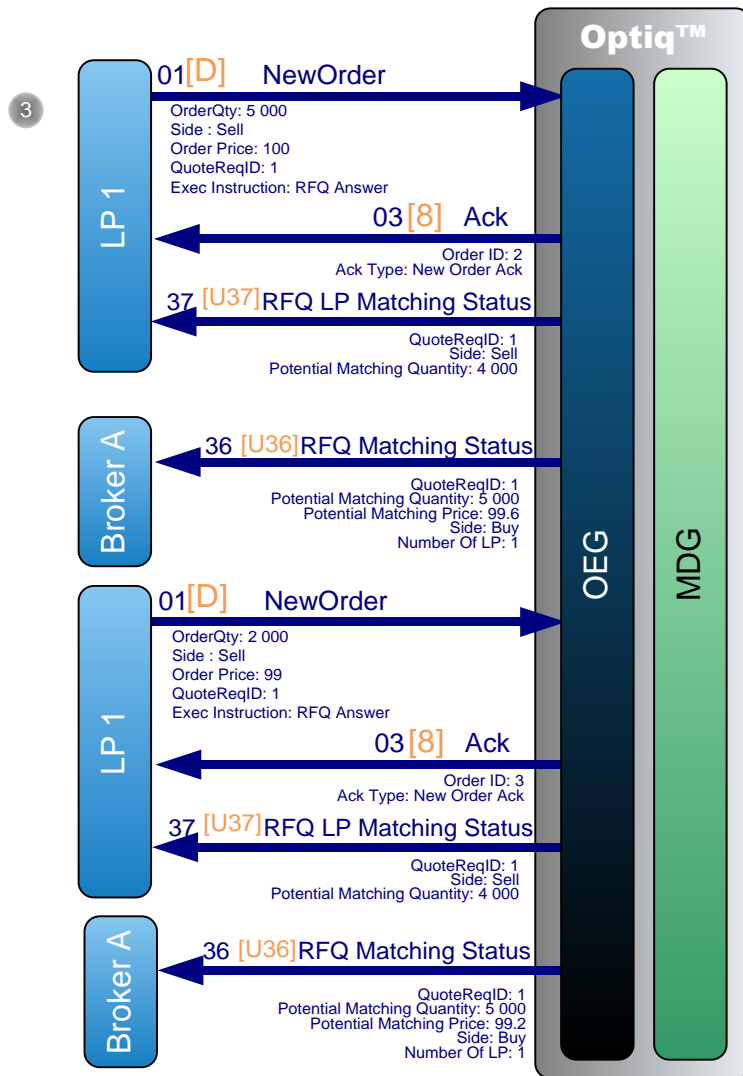 Optiq™
3
01[D] NewOrder
OrderQty: 5 000
Side : Sell
Order Price: 100
QuoteReqID: 1
Exec Instruction: RFQ Answer
LP 1
03[8] Ack
Order ID: 2
Ack Type: New Order Ack
37 [U37]RFQ LP Matching Status
QuoteReqID: 1
Side: Sell
Potential Matching Quantity: 4 000
Broker A
36 [U36]RFQ Matching Status
QuoteReqID: 1
Potential Matching Quantity: 5 000
Potential Matching Price: 99.6
Side: Buy
Number Of LP: 1
OEG
MDG
01[D] NewOrder
OrderQty: 2 000
Side : Sell
Order Price: 99
QuoteReqID: 1
Exec Instruction: RFQ Answer
LP 1
03[8] Ack
Order ID: 3
Ack Type: New Order Ack
37 [U37]RFQ LP Matching Status
QuoteReqID: 1
Side: Sell
Potential Matching Quantity: 4 000
Broker A
36 [U36]RFQ Matching Status
QuoteReqID: 1
Potential Matching Quantity: 5 000
Potential Matching Price: 99.2
Side: Buy
Number Of LP: 1